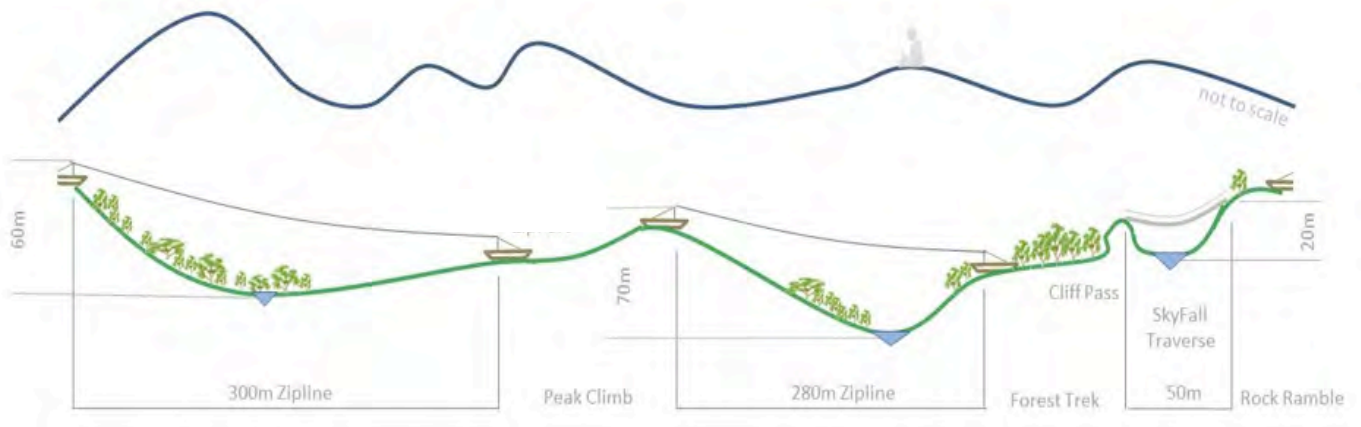 not to scale
60m
70m
20m
Cliff Pass
SkyFall
Traverse
300m Zipline
Peak Climb
280m Zipline
Forest Trek
50m
Rock Ramble